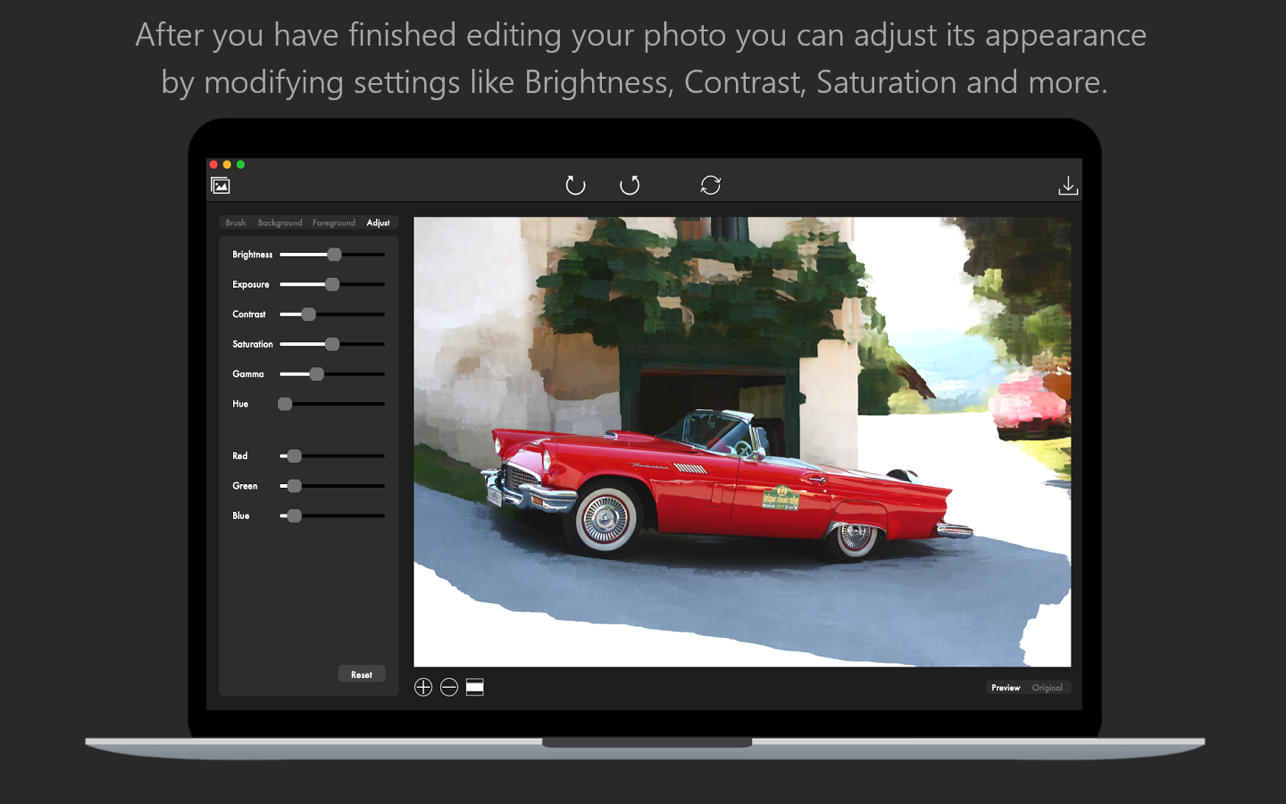 After you have finished editing your photo you can adjust its appearance
by modifying settings like Brightness, Contrast, Saturation and more.
Brush Background Foreground Adjust
Brightness
Exposure
Contrast
Saturation
Gamma
Hue
Red
Green
Blue
Reset
Preview Original